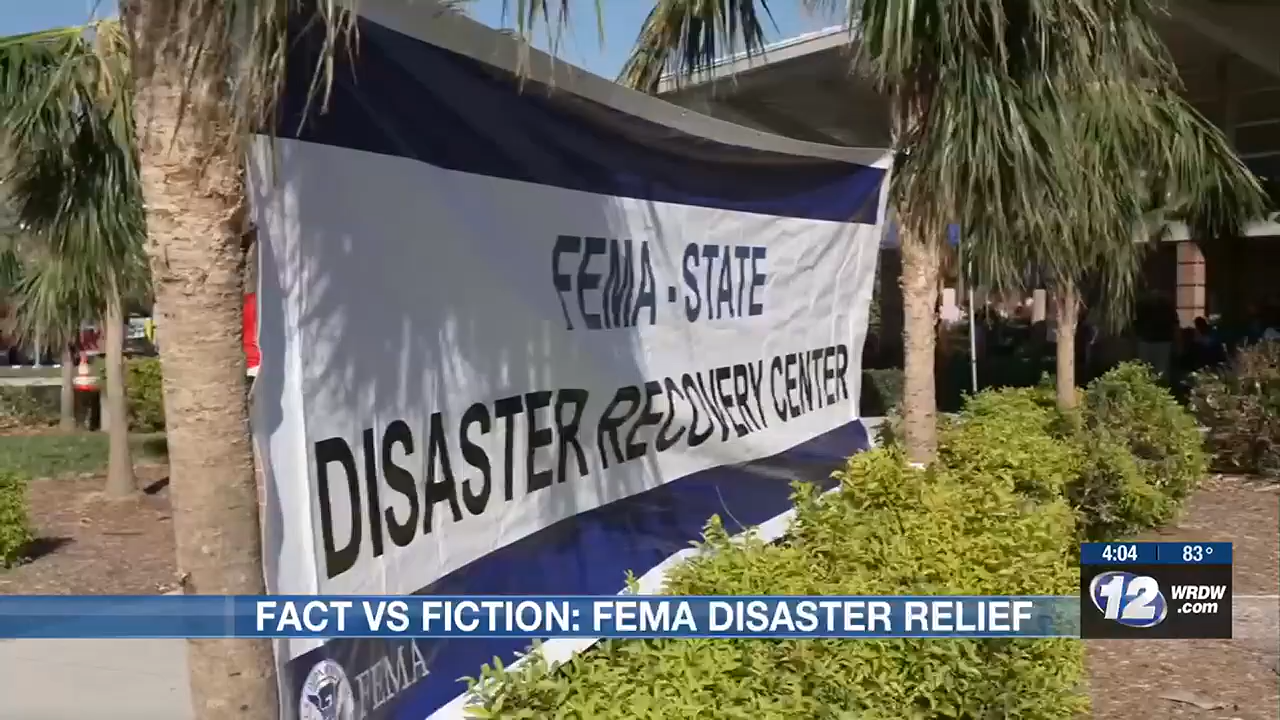 FEMA - STATE
DISASTER RECOVERY CENTER
FEMA
4:04 83°
12 WRDW
.com
FACT VS FICTION: FEMA DISASTER RELIEF